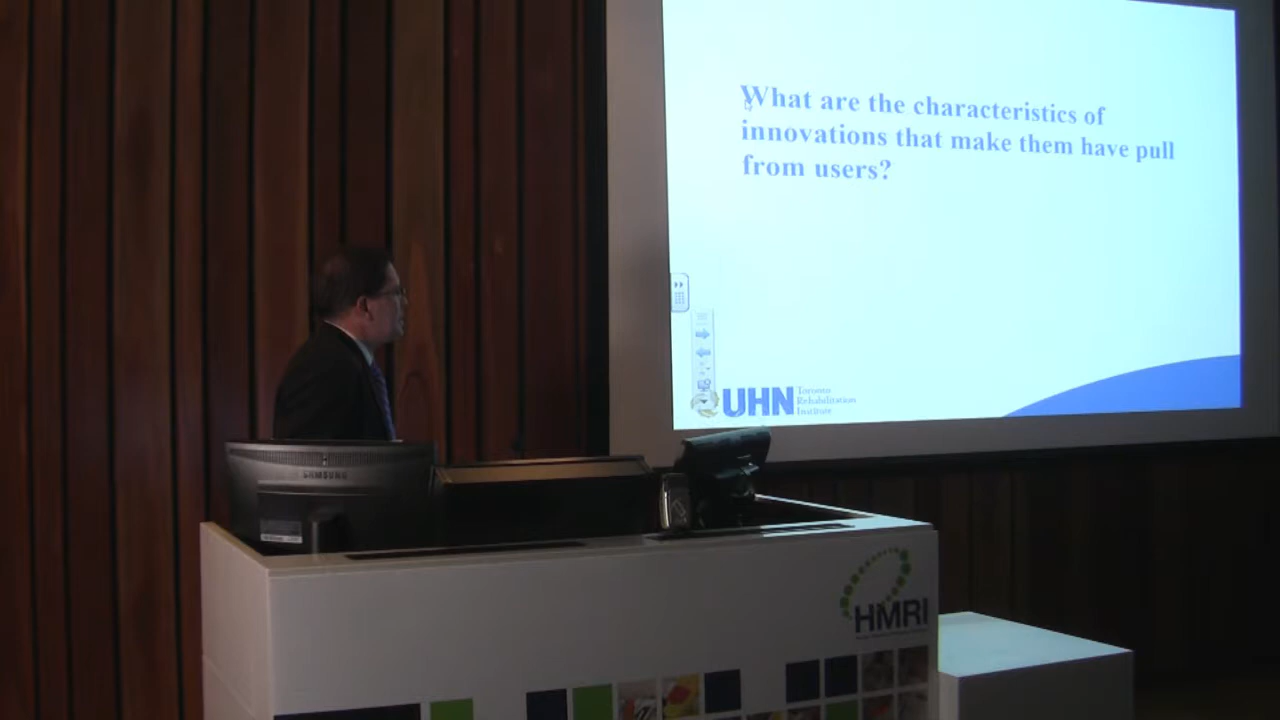 What are the characteristics of
innovations that make them have pull
from users?
UHN
Toronto
Rehabilitation
Institute
SAMSUNG
HMRI